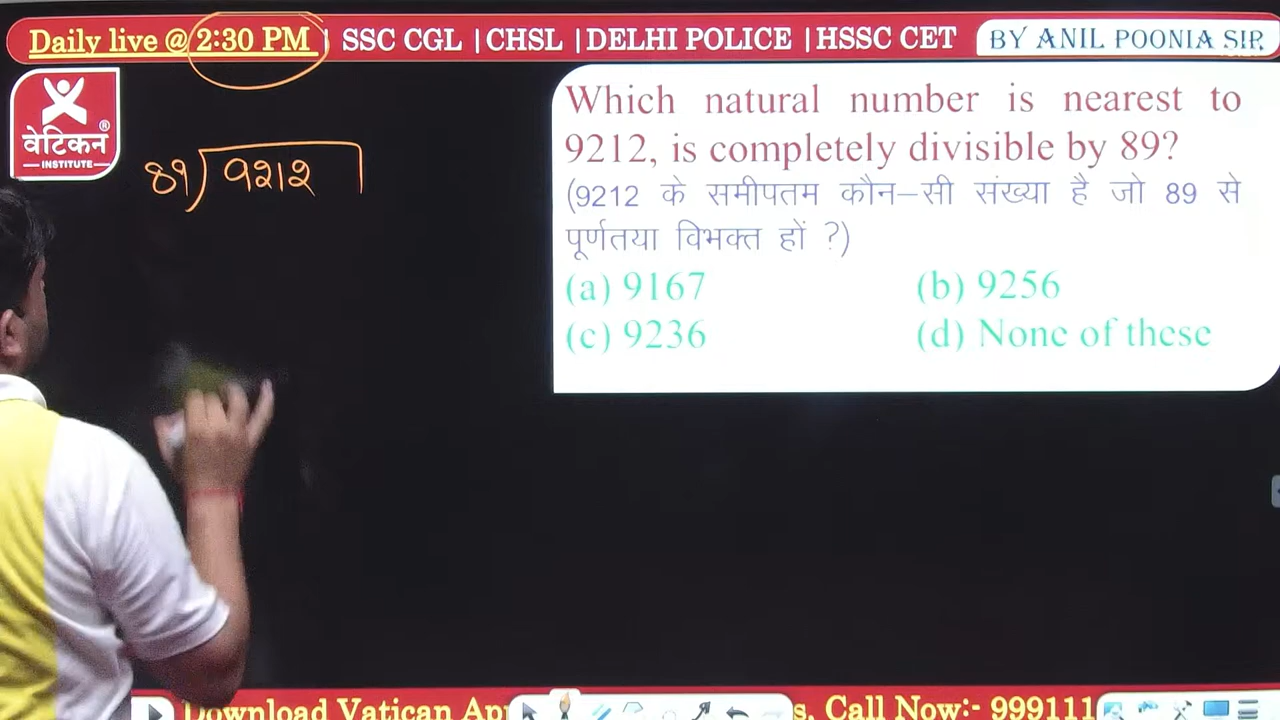 Daily live @ 2:30 PM | SSC CGL |CHSL |DELHI POLICE |HSSC CET
BY ANIL POONIA SIR
वेटिकन
INSTITUTE
89) 9212
Which natural number is nearest to
9212, is completely divisible by 89?
(9212 के समीपतम कौन–सी संख्या है जो 89 से
पूर्णतया विभक्त हों ?)
(a) 9167 (b) 9256
(c) 9236 (d) None of these
Download Vatican
Call Now:- 999111